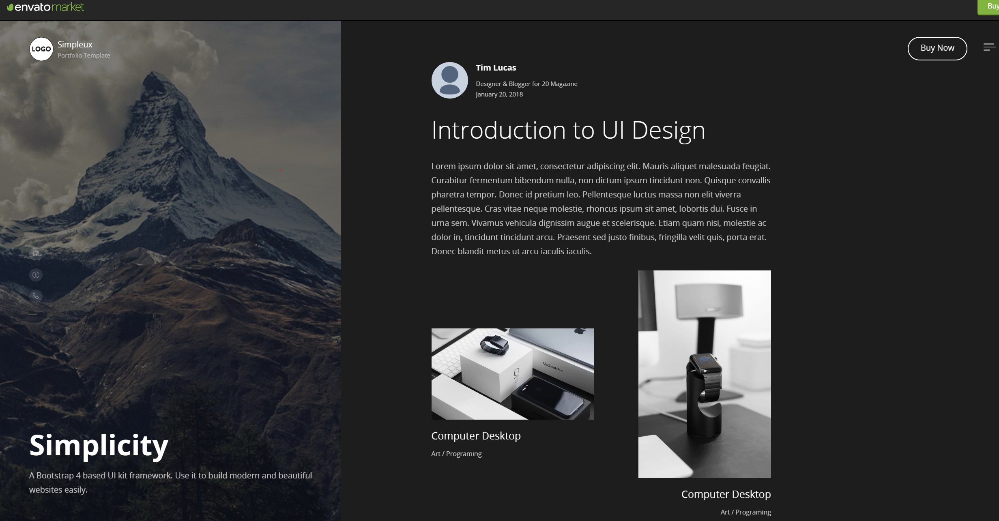 envato market
Buy
LOGO
Simpleux
Portfolio Template
Buy Now
Tim Lucas
Designer & Blogger for 20 Magazine
January 20, 2018
Introduction to UI Design
Lorem ipsum dolor sit amet, consectetur adipiscing elit. Mauris aliquet malesuada feugiat.
Curabitur fermentum bibendum nulla, non dictum ipsum tincidunt non. Quisque convallis
pharetra tempor. Donec id pretium leo. Pellentesque luctus massa non elit viverra
pellentesque. Cras vitae neque molestie, rhoncus ipsum sit amet, lobortis dui. Fusce in
urna sem. Vivamus vehicula dignissim augue et scelerisque. Etiam quam nisi, molestie ac
dolor in, tincidunt tincidunt arcu. Praesent sed justo finibus, fringilla velit quis, porta erat.
Donec blandit metus ut arcu iaculis iaculis.
MacBook Pro
Computer Desktop
Art / Programing
Computer Desktop
Art / Programing
Simplicity
A Bootstrap 4 based UI kit framework. Use it to build modern and beautiful
websites easily.